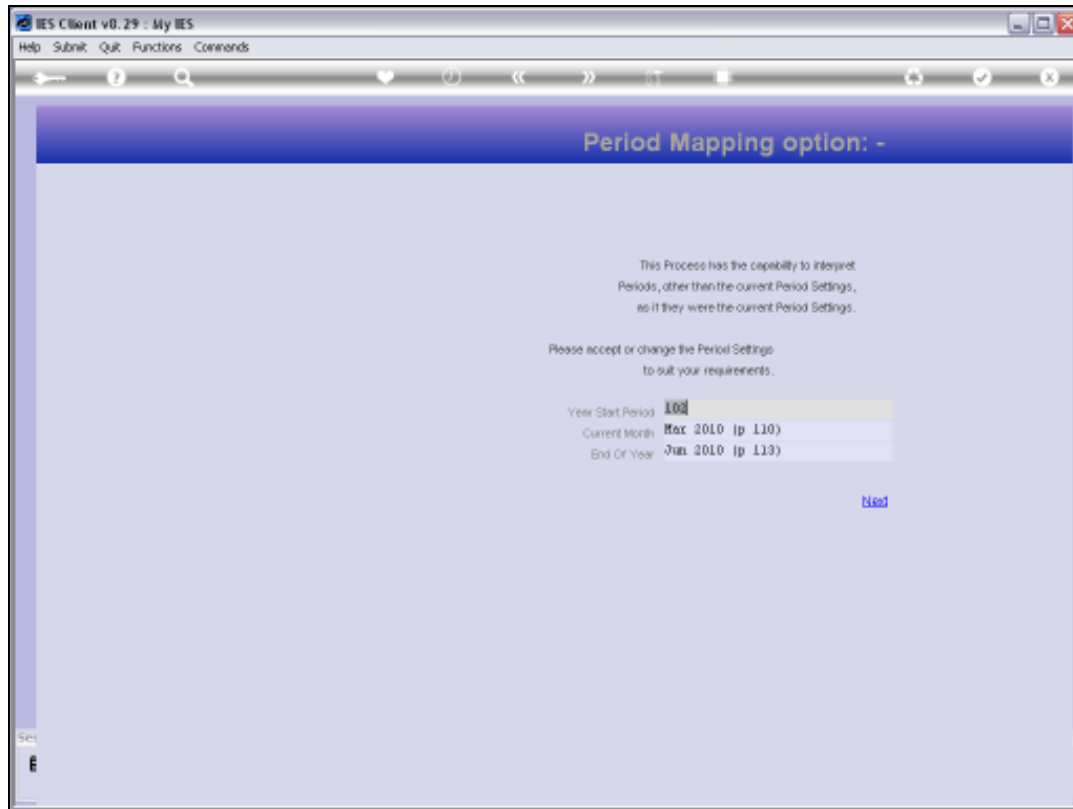 IES Client v8.29 : My IES
Help Submit Quit Functions Commands
Period Mapping option: -
This Process has the capability to interpret
Periods, other than the current Period Settings,
as if they were the current Period Settings.
Please accept or change the Period Settings
to suit your requirements.
Year Start Period 102
Current Month Mar 2010 (p 110)
End Of Year Jun 2010 (p 113)
Next